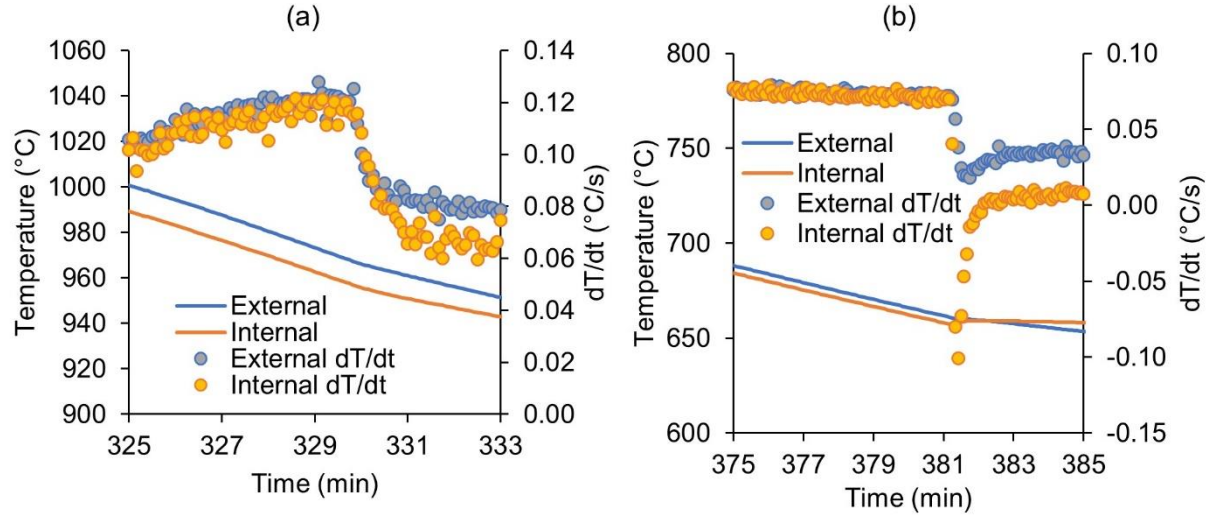 (a)
Temperature (°C)
1060
1040
1020
1000
980
960
940
920
900
0.14
0.12
0.10
0.08
0.06
0.04
0.02
0.00
dT/dt (°C/s)
External
Internal
External dT/dt
Internal dT/dt
325 327 329 331 333
Time (min)
(b)
Temperature (°C)
800
750
700
650
600
0.10
0.05
0.00
-0.05
-0.10
-0.15
dT/dt (°C/s)
External
Internal
External dT/dt
Internal dT/dt
375 377 379 381 383 385
Time (min)